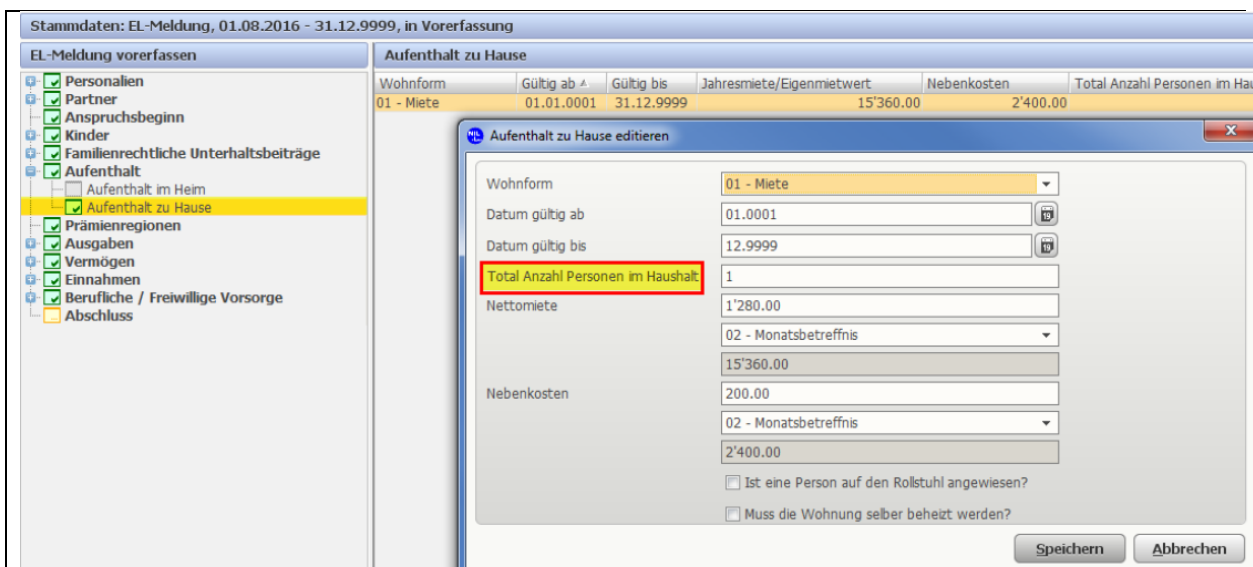 Stammdaten: EL-Meldung, 01.08.2016 - 31.12.9999, in Vorerfassung
EL-Meldung vorerfassen
Personalien
Partner
Anspruchsbeginn
Kinder
Familienrechtliche Unterhaltsbeiträge
Aufenthalt
Aufenthalt im Heim
Aufenthalt zu Hause
Prämienregionen
Ausgaben
Vermögen
Einnahmen
Berufliche / Freiwillige Vorsorge
Abschluss
Aufenthalt zu Hause
Wohnform Gültig ab Gültig bis Jahresmiete/Eigenmietwert Nebenkosten Total Anzahl Personen im Hau
01 - Miete 01.01.0001 31.12.9999 15'360.00 2'400.00
Aufenthalt zu Hause editieren
Wohnform 01 - Miete
Datum gültig ab 01.0001
Datum gültig bis 12.9999
Total Anzahl Personen im Haushalt 1
Nettomiete 1'280.00
02 - Monatsbetreffnis
15'360.00
Nebenkosten 200.00
02 - Monatsbetreffnis
2'400.00
Ist eine Person auf den Rollstuhl angewiesen?
Muss die Wohnung selber beheizt werden?
Speichern Abbrechen